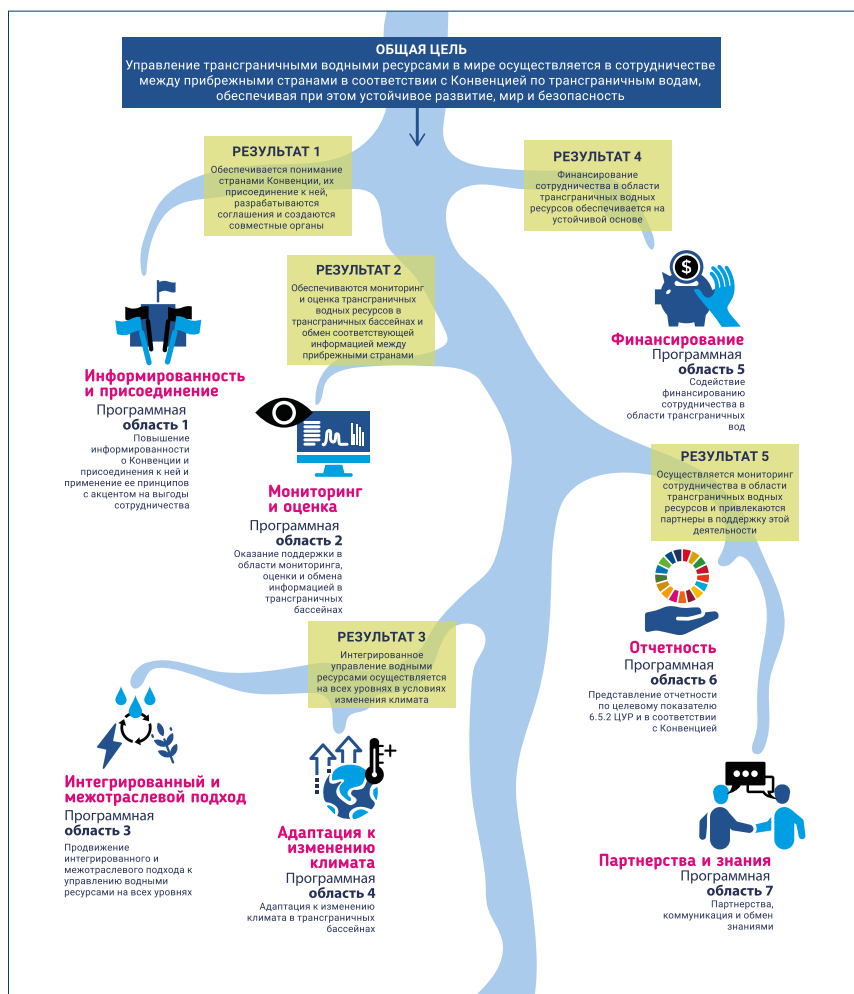 ОБЩАЯ ЦЕЛЬ
Управление трансграничными водными ресурсами в мире осуществляется в сотрудничестве
между прибрежными странами в соответствии с Конвенцией по трансграничным водам,
обеспечивая при этом устойчивое развитие, мир и безопасность
РЕЗУЛЬТАТ 1
Обеспечивается понимание
странами Конвенции, их
присоединение к ней,
разрабатываются
соглашения и создаются
совместные органы
РЕЗУЛЬТАТ 4
Финансирование
сотрудничества в области
трансграничных водных
ресурсов обеспечивается на
устойчивой основе
РЕЗУЛЬТАТ 2
Обеспечиваются мониторинг
и оценка трансграничных
водных ресурсов в
трансграничных бассейнах и
обмен соответствующей
информацией между
прибрежными странами
$
Финансирование
Программная
область 5
Содействие
финансированию
сотрудничества в
области трансграничных
вод
Информированность
и присоединение
Программная
область 1
Повышение
информированности
о Конвенции и
присоединения к ней и
применение ее принципов
с акцентом на выгоды
сотрудничества
Мониторинг
и оценка
Программная
область 2
Оказание поддержки в
области мониторинга,
оценки и обмена
информацией в
трансграничных
бассейнах
РЕЗУЛЬТАТ 5
Осуществляется мониторинг
сотрудничества в области
трансграничных водных
ресурсов и привлекаются
партнеры в поддержку этой
деятельности
Отчетность
Программная
область 6
Представление отчетности
по целевому показателю
6.5.2 ЦУР и в соответствии
с Конвенцией
РЕЗУЛЬТАТ 3
Интегрированное
управление водными
ресурсами осуществляется
на всех уровнях в условиях
изменения климата
Интегрированный и
межотраслевой подход
Программная
область 3
Продвижение
интегрированного и
межотраслевого подхода к
управлению водными
ресурсами на всех уровнях
Адаптация к
изменению
климата
Программная
область 4
Адаптация к изменению
климата в трансграничных
бассейнах
Партнерства и знания
Программная
область 7
Партнерства,
коммуникация и обмен
знаниями